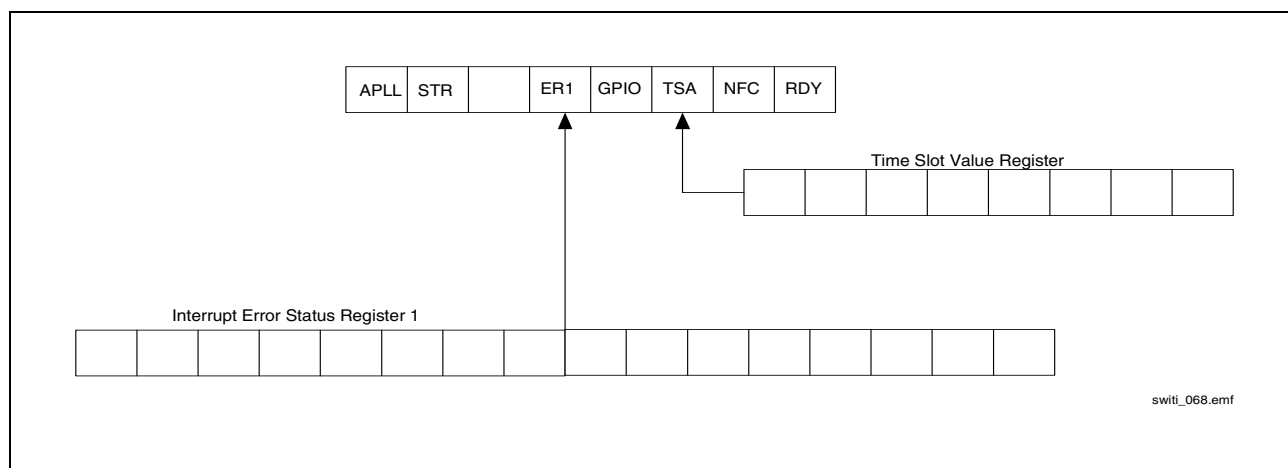 APLL STR ER1 GPIO TSA NFC RDY
Time Slot Value Register
Interrupt Error Status Register 1
switi_068.emf